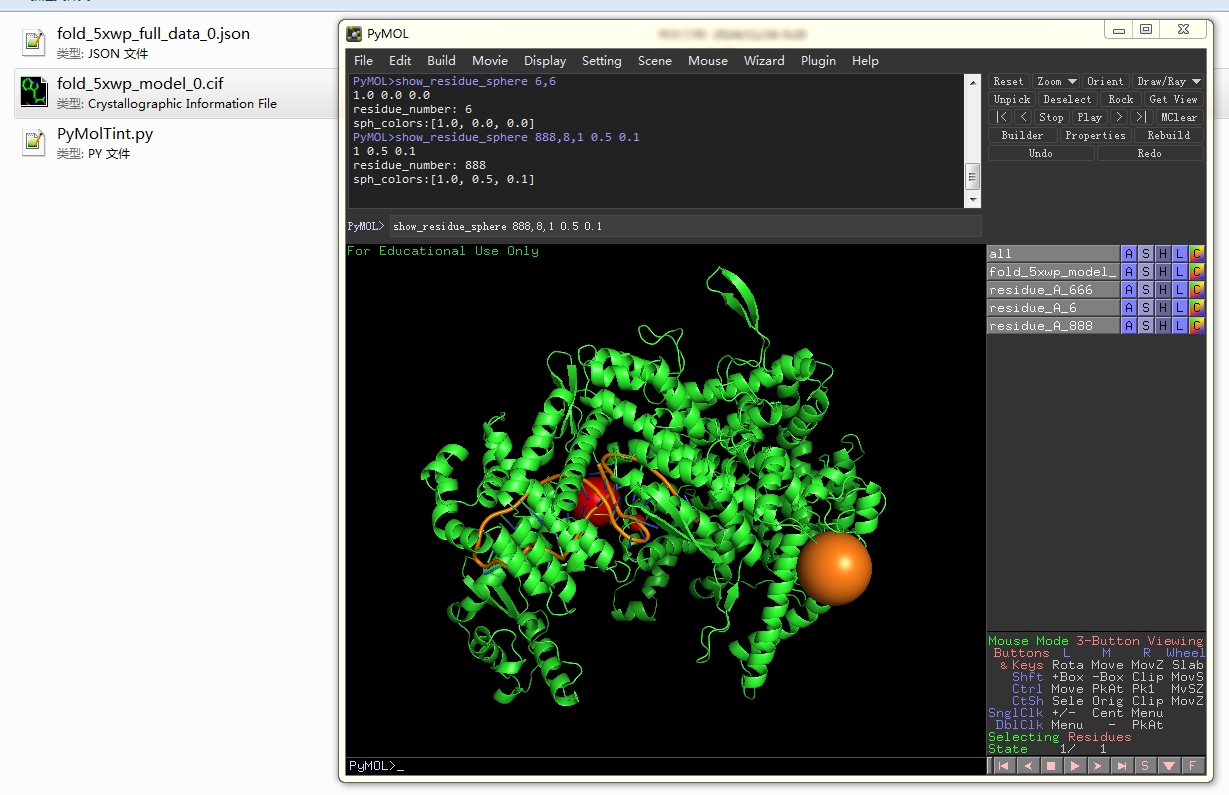 fold_5xwp_full_data_0.json
类型: JSON 文件
fold_5xwp_model_0.cif
类型: Crystallographic Information File
PyMolTint.py
类型: PY 文件
PyMOL
File Edit Build Movie Display Setting Scene Mouse Wizard Plugin Help
PyMOL>show_residue_sphere 6,6
1.0 0.0 0.0
residue_number: 6
sph_colors:[1.0, 0.0, 0.0]
PyMOL>show_residue_sphere 888,8,1 0.5 0.1
1 0.5 0.1
residue_number: 888
sph_colors:[1.0, 0.5, 0.1]
PyMOL> show_residue_sphere 888,8,1 0.5 0.1
Reset Zoom Orient Draw/Ray
Unpick Deselect Rock Get View
|< < Stop Play > >| MClear
Builder Properties Rebuild
Undo Redo
For Educational Use Only
all A S H L C
fold_5xwp_model_ A S H L C
residue_A_666 A S H L C
residue_A_6 A S H L C
residue_A_888 A S H L C
Mouse Mode 3-Button Viewing
Buttons L M R Wheel
& Keys Rota Move MovZ Slab
Shft +Box -Box Clip MovS
Ctrl Move PkAt Pk1 MvSZ
CtSh Sele Orig Clip MovZ
SnglClk +/- Cent Menu
DblClk Menu - PkAt
Selecting Residues
State 1/ 1
PyMOL>_
S F